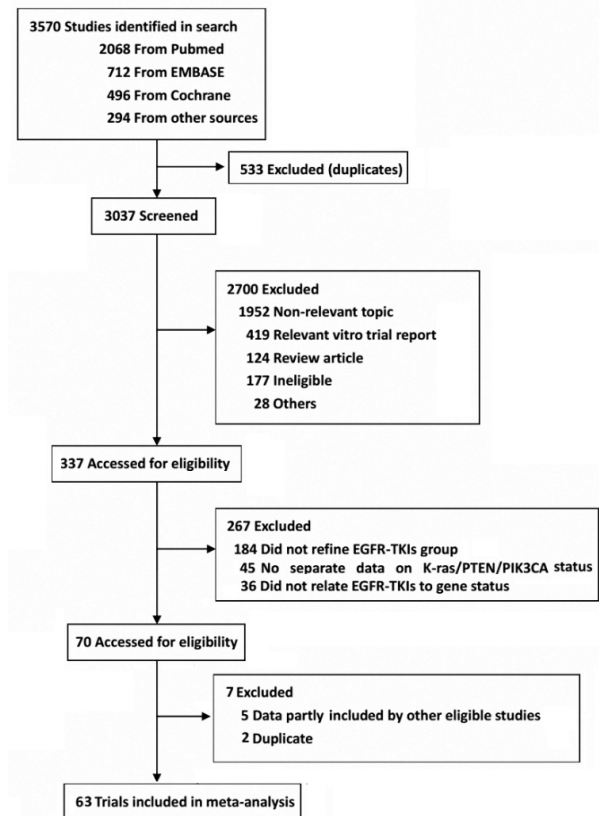 3570 Studies identified in search
2068 From Pubmed
712 From EMBASE
496 From Cochrane
294 From other sources
533 Excluded (duplicates)
3037 Screened
2700 Excluded
1952 Non-relevant topic
419 Relevant vitro trial report
124 Review article
177 Ineligible
28 Others
337 Accessed for eligibility
267 Excluded
184 Did not refine EGFR-TKIs group
45 No separate data on K-ras/PTEN/PIK3CA status
36 Did not relate EGFR-TKIs to gene status
70 Accessed for eligibility
7 Excluded
5 Data partly included by other eligible studies
2 Duplicate
63 Trials included in meta-analysis